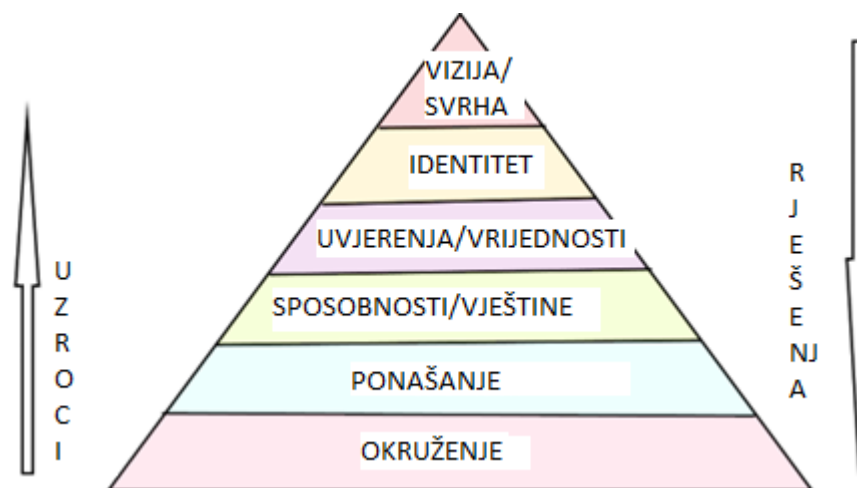 VIZIJA/
SVRHA
IDENTITET
UVJERENJA/VRIJEDNOSTI
SPOSOBNOSTI/VJEŠTINE
PONAŠANJE
OKRUŽENJE
U
Z
R
O
C
I
R
J
E
Š
E
NJ
A